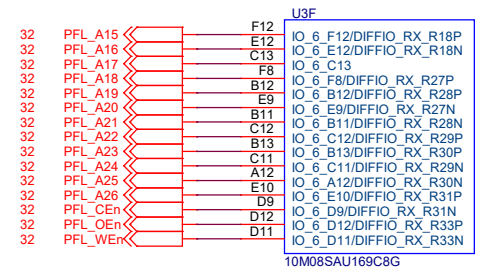 U3F
32 PFL_A15 F12 IO_6_F12/DIFFIO_RX_R18P
32 PFL_A16 E12 IO_6_E12/DIFFIO_RX_R18N
32 PFL_A17 C13 IO_6_C13
32 PFL_A18 F8 IO_6_F8/DIFFIO_RX_R27P
32 PFL_A19 B12 IO_6_B12/DIFFIO_RX_R28P
32 PFL_A20 E9 IO_6_E9/DIFFIO_RX_R27N
32 PFL_A21 B11 IO_6_B11/DIFFIO_RX_R28N
32 PFL_A22 C12 IO_6_C12/DIFFIO_RX_R29P
32 PFL_A23 B13 IO_6_B13/DIFFIO_RX_R30P
32 PFL_A24 C11 IO_6_C11/DIFFIO_RX_R29N
32 PFL_A25 A12 IO_6_A12/DIFFIO_RX_R30N
32 PFL_A26 E10 IO_6_E10/DIFFIO_RX_R31P
32 PFL_CEn D9 IO_6_D9/DIFFIO_RX_R31N
32 PFL_OEn D12 IO_6_D12/DIFFIO_RX_R33P
32 PFL_WEn D11 IO_6_D11/DIFFIO_RX_R33N
10M08SAU169C8G